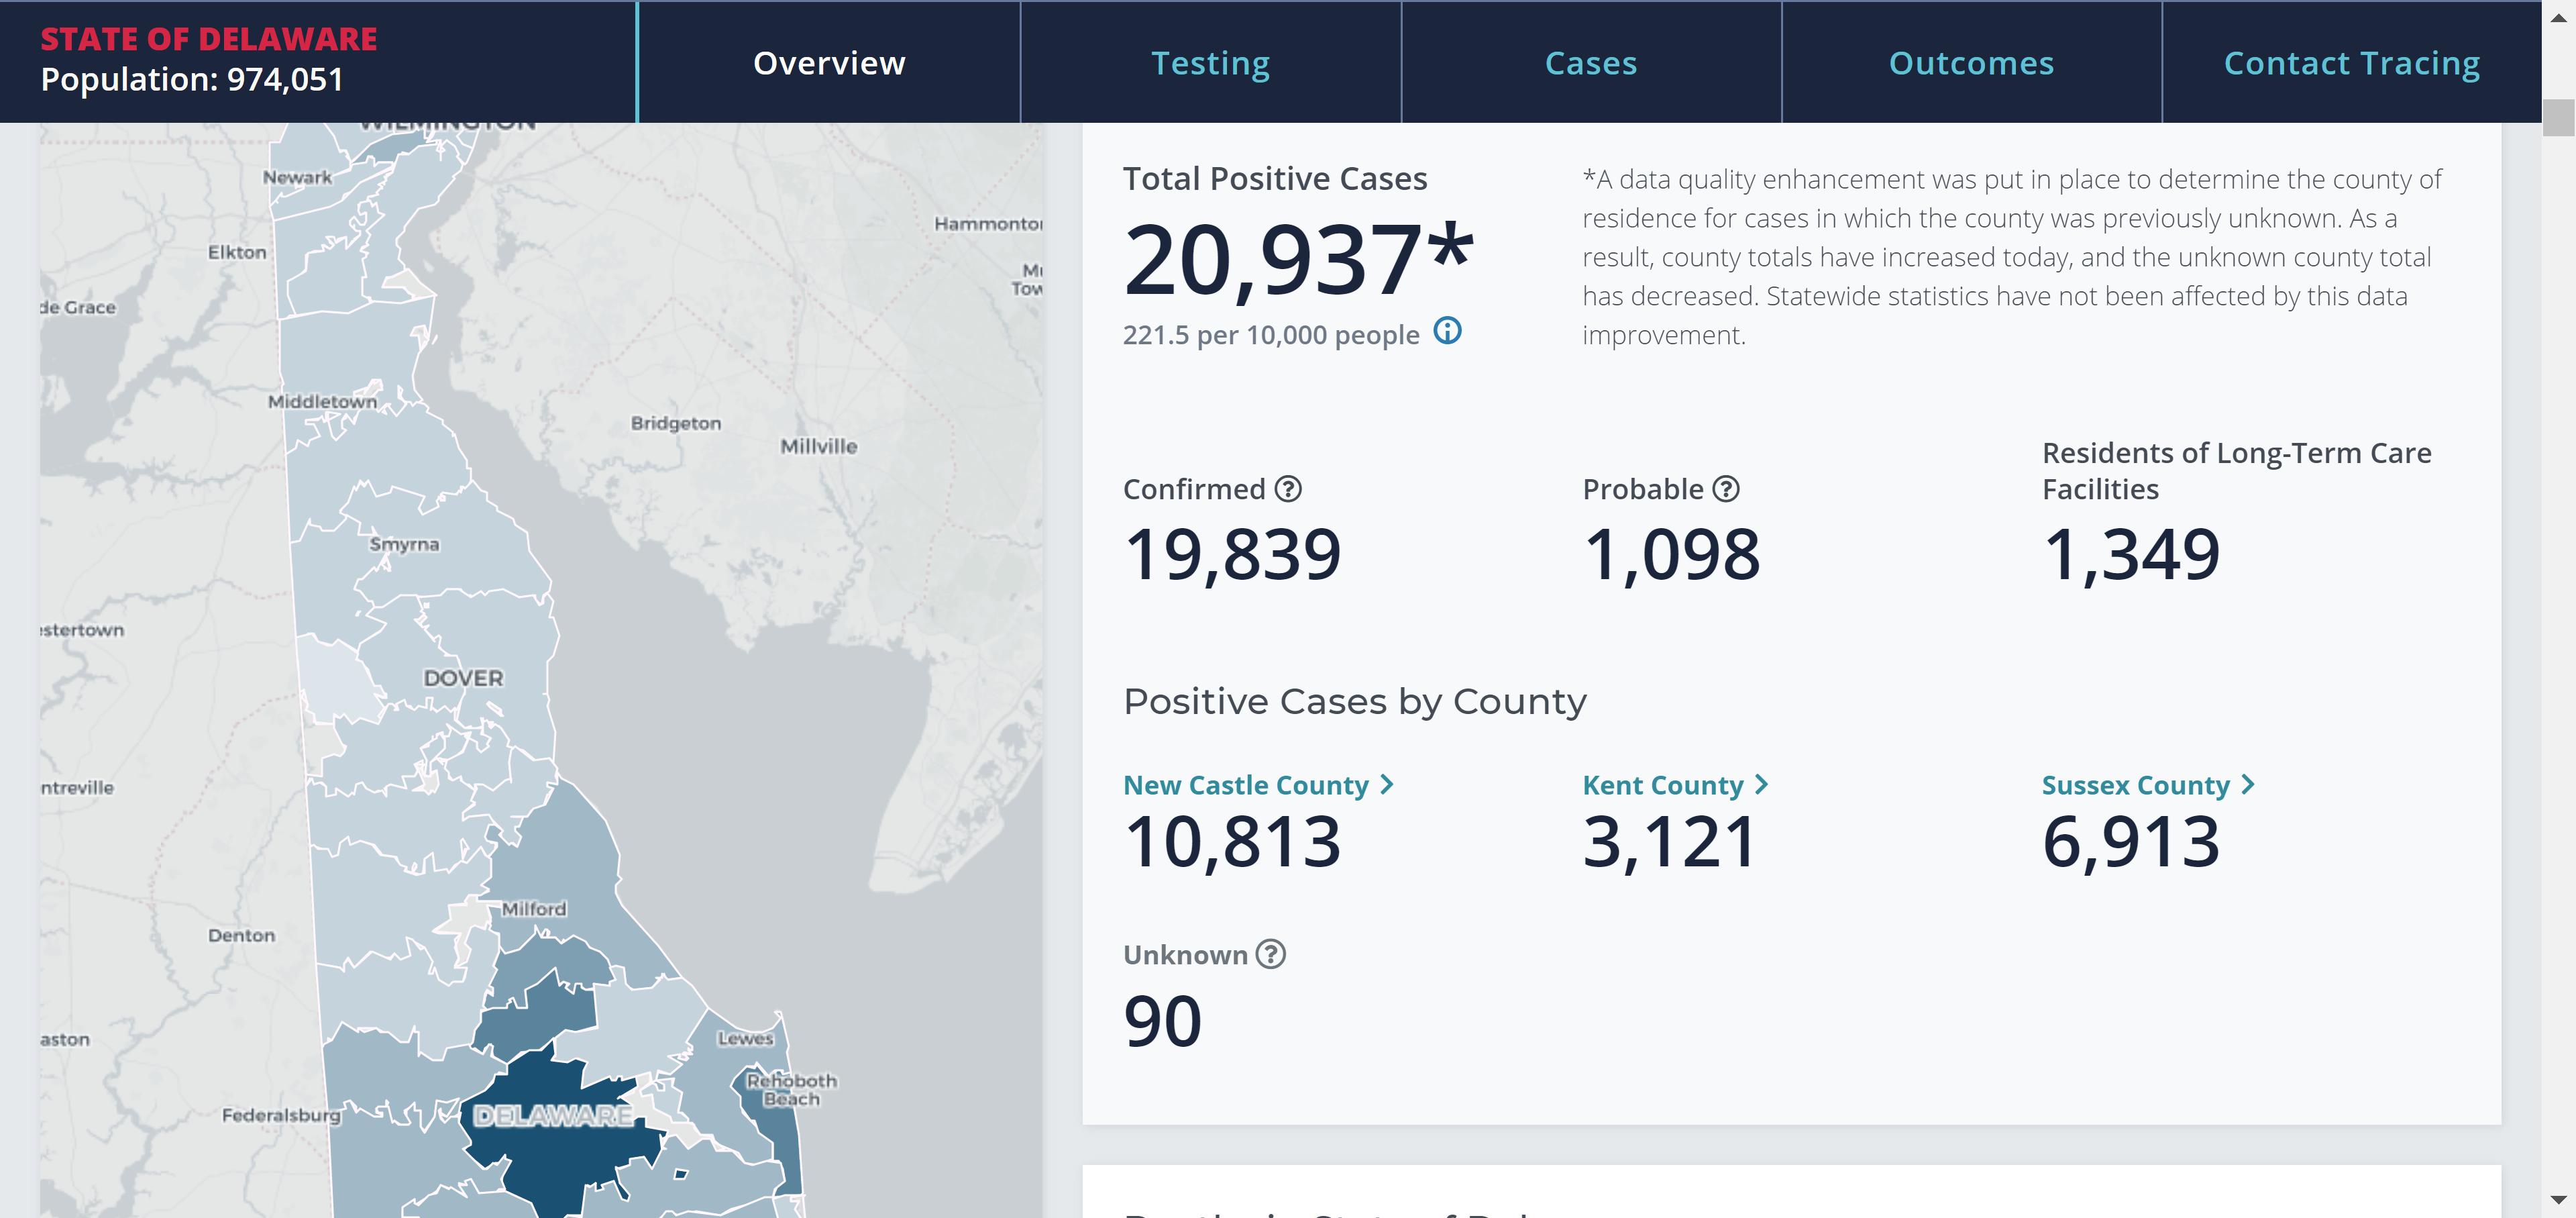 STATE OF DELAWARE
Population: 974,051
Overview
Testing
Cases
Outcomes
Contact Tracing
WILMINGTON
Newark
Elkton
de Grace
Hammonto
Middletown
Bridgeton
Millville
Smyrna
estertown
DOVER
ntreville
Milford
Denton
aston
Lewes
Rehoboth
Beach
Federalsburg
DELAWARE
Total Positive Cases
20,937*
221.5 per 10,000 people
*A data quality enhancement was put in place to determine the county of
residence for cases in which the county was previously unknown. As a
result, county totals have increased today, and the unknown county total
has decreased. Statewide statistics have not been affected by this data
improvement.
Confirmed ?
19,839
Probable ?
1,098
Residents of Long-Term Care
Facilities
1,349
Positive Cases by County
New Castle County >
10,813
Kent County >
3,121
Sussex County >
6,913
Unknown ?
90